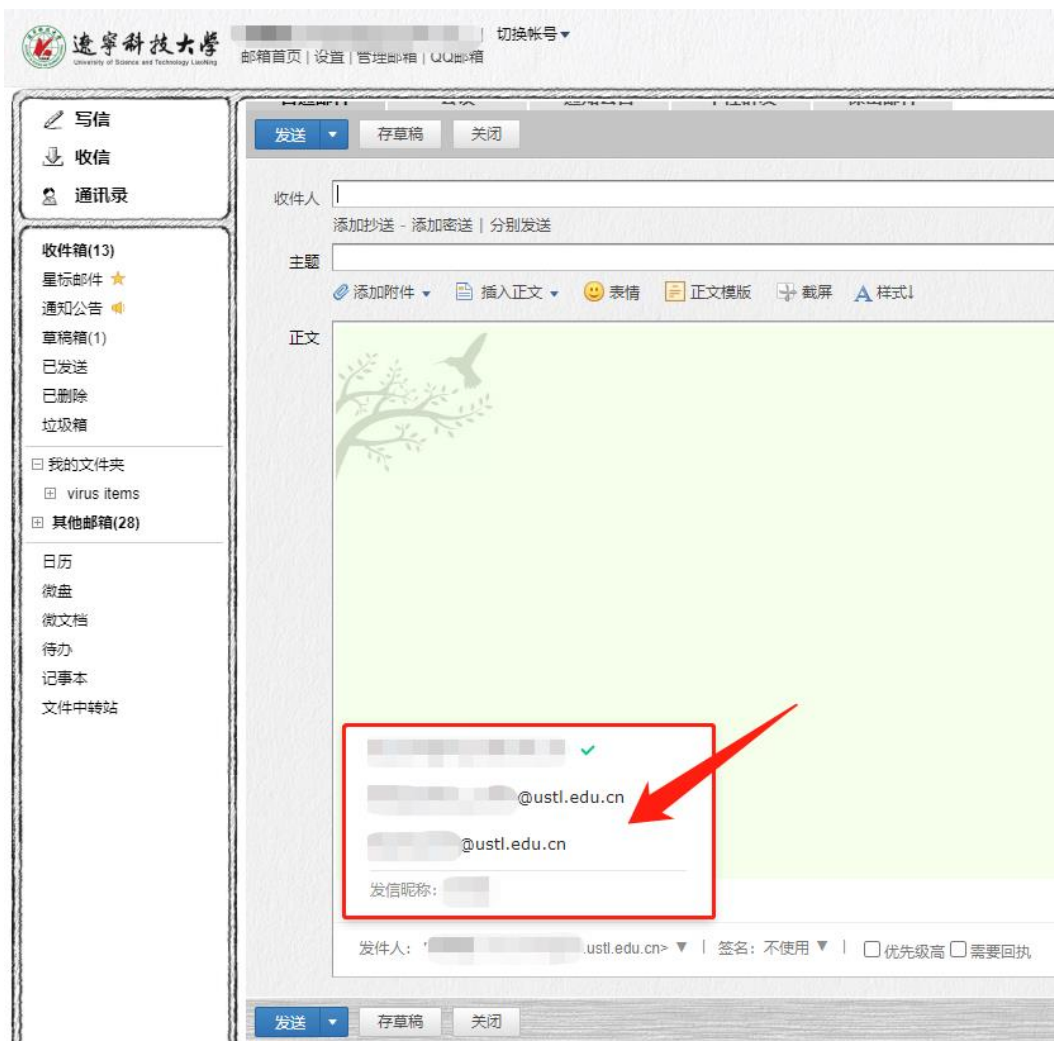 遼寧科技大學
University of Science and Technology LiaoNing
切换帐号▾
邮箱首页 | 设置 | 管理邮箱 | QQ邮箱
写信
收信
通讯录
收件箱(13)
星标邮件
通知公告
草稿箱(1)
已发送
已删除
垃圾箱
我的文件夹
virus items
其他邮箱(28)
日历
微盘
微文档
待办
记事本
文件中转站
发送 存草稿 关闭
收件人
添加抄送 - 添加密送 | 分别发送
主题
添加附件 插入正文 表情 正文模版 截屏 A 样式↓
正文
@ustl.edu.cn
@ustl.edu.cn
发信昵称:
发件人: .ustl.edu.cn> ▼ | 签名: 不使用 ▼ | 优先级高 需要回执
发送 存草稿 关闭